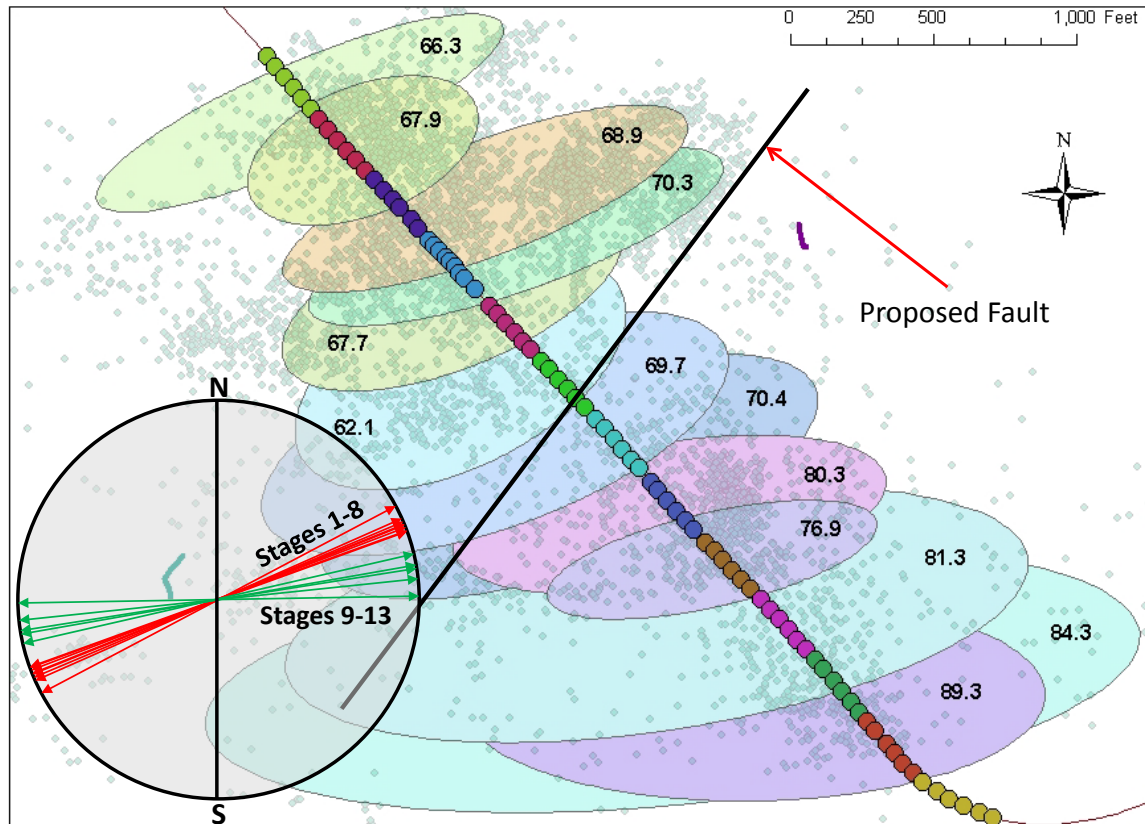 0 250 500 1,000 Feet
66.3
67.9
68.9
N
70.3
Proposed Fault
67.7
69.7
70.4
62.1
N
80.3
76.9
Stages 1-8
81.3
Stages 9-13
84.3
89.3
S